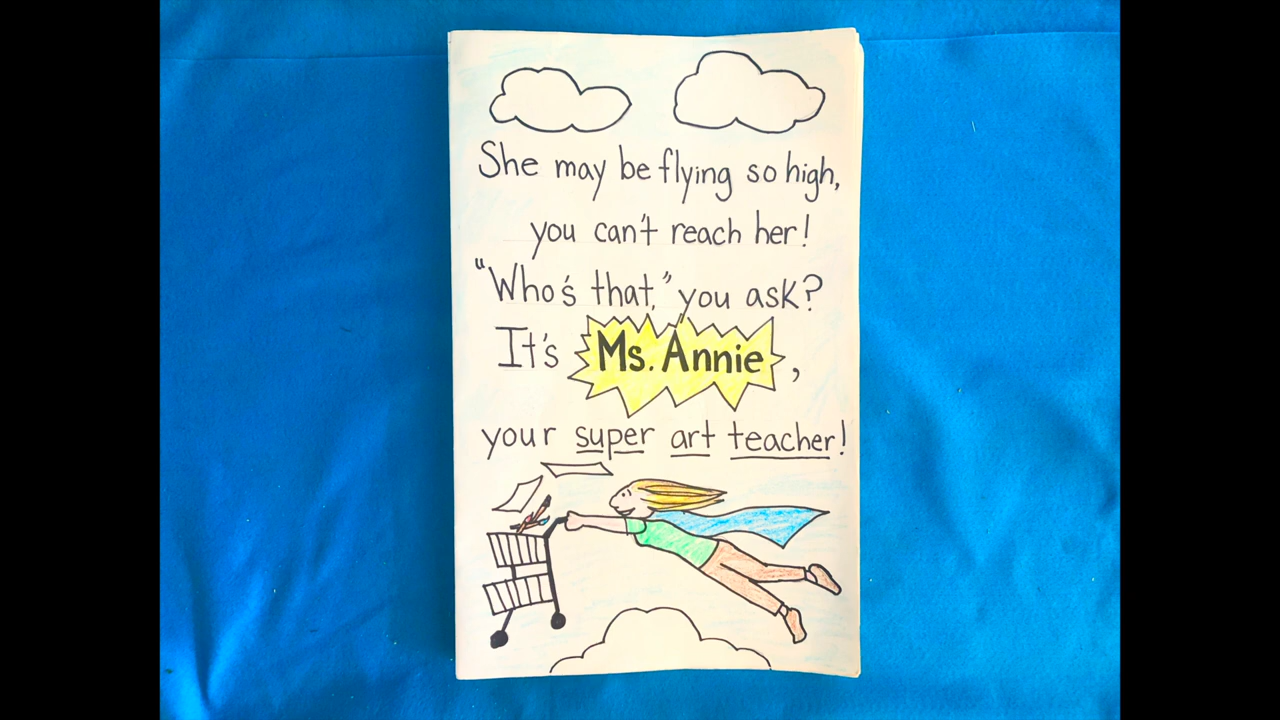 She may be flying so high,
you can't reach her!
"Who's that," you ask?
It's Ms. Annie,
your super art teacher!